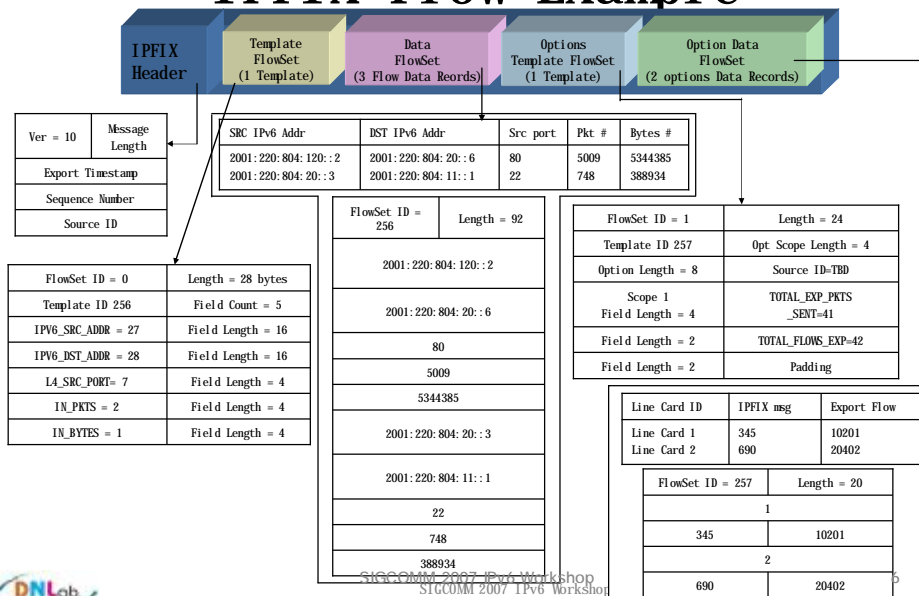 IPFIX Flow Example
IPFIX
Header
Template
FlowSet
(1 Template)
Data
FlowSet
(3 Flow Data Reords)
Options
Template FlowSet
(1 Template)
Option Data
FlowSet
(2 options Data Records)
Ver = 10
Message
Length
Export Timestamp
Sequence Number
Source ID
SRC IPv6 Addr DST IPv6 Addr Src port Pkt # Bytes #
2001:220:804:120::2 2001:220:804:20::6 80 5009 5344385
2001:220:804:20::3 2001:220:804:11::1 22 748 388934
FlowSet ID = 0 Length = 28 bytes
Template ID 256 Field Count = 5
IPV6_SRC_ADDR = 27 Field Length = 16
IPV6_DST_ADDR = 28 Field Length = 16
L4_SRC_PORT= 7 Field Length = 4
IN_PKTS = 2 Field Length = 4
IN_BYTES = 1 Field Length = 4
FlowSet ID =
256
Length = 92
2001:220:804:120::2
2001:220:804:20::6
80
5009
5344385
2001:220:804:20::3
2001:220:804:11::1
22
748
388934
FlowSet ID = 1 Length = 24
Template ID 257 Opt Scope Length = 4
Option Length = 8 Source ID=TBD
Scope 1
Field Length = 4
TOTAL_EXP_PKTS
_SENT=41
Field Length = 2 TOTAL_FLOWS_EXP=42
Field Length = 2 Padding
Line Card ID IPFIX msg Export Flow
Line Card 1 345 10201
Line Card 2 690 20402
FlowSet ID = 257 Length = 20
1
345 10201
2
690 20402
DNLab
SIGCOMM 2007 IPv6 Workshop
SIGCOMM 2007 IPv6 Workshop
6